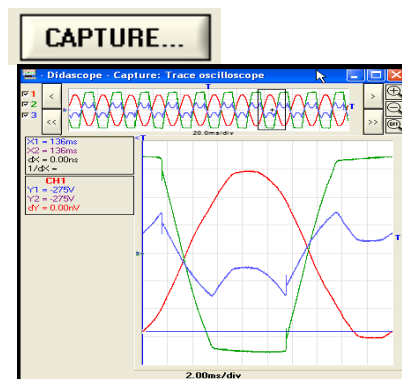 CAPTURE...
- Didascope - Capture: Trace oscilloscope
T
1
2
3
<
>
<<
>>
T
20.0ms/div
X1 = 136ms
X2 = 136ms
dX = 0.00ns
1/dX =
CH1
Y1 = -275V
Y2 = -275V
dY = 0.00nV
<T
T
2.00ms/div